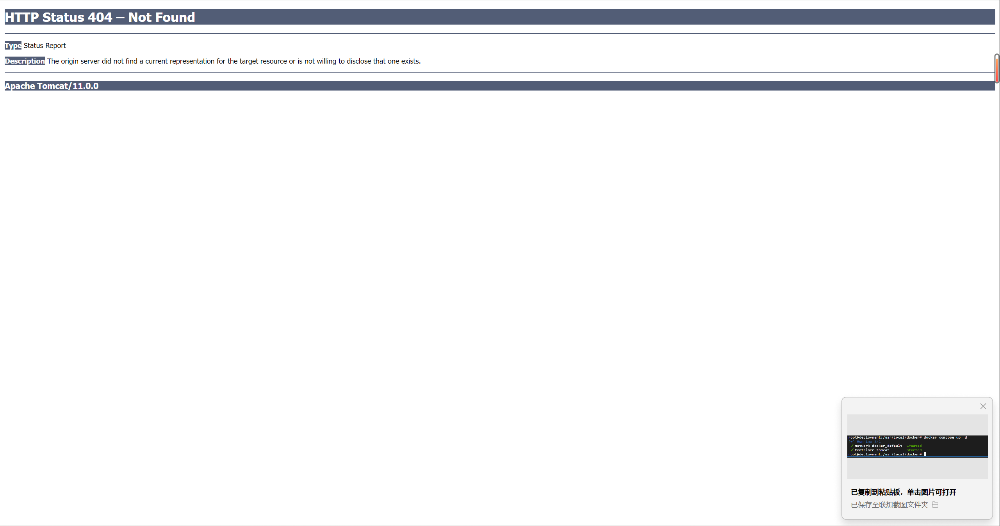 HTTP Status 404 – Not Found
Type Status Report
Description The origin server did not find a current representation for the target resource or is not willing to disclose that one exists.
Apache Tomcat/11.0.0
root@deployment:/usr/local/docker# docker compose up -d
[+] Running 2/2
✓ Network docker_default Created
✓ Container tomcat Started
root@deployment:/usr/local/docker#
已复制到粘贴板，单击图片可打开
已保存至联想截图文件夹